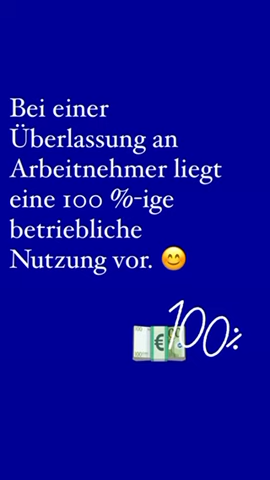 Bei einer
Überlassung an
Arbeitnehmer liegt
eine 100 %-ige
betriebliche
Nutzung vor. 😊
100%